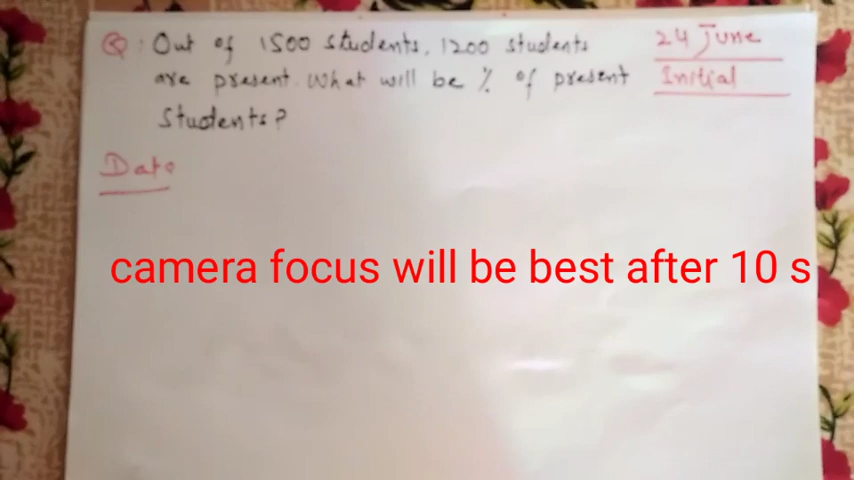 Q: Out of 1500 students, 1200 students
are present. What will be % of present
Students?
24 June
Initial
Data
camera focus will be best after 10 s